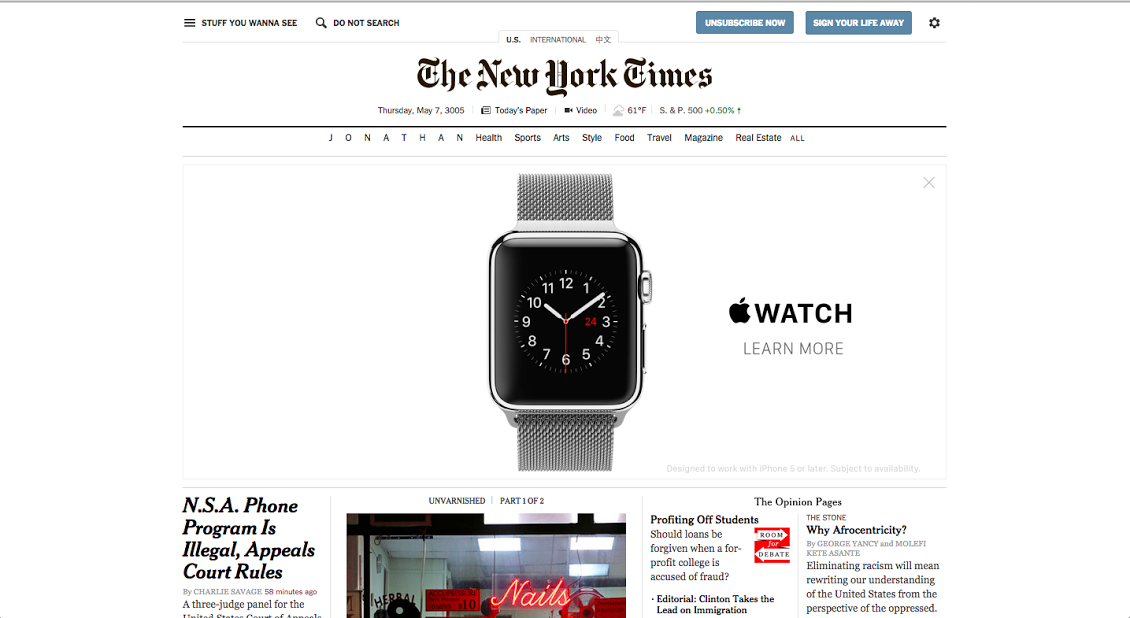 STUFF YOU WANNA SEE
DO NOT SEARCH
UNSUBSCRIBE NOW
SIGN YOUR LIFE AWAY
U.S. INTERNATIONAL 中文
The New York Times
Thursday, May 7, 3005 Today's Paper Video 61°F S. & P. 500 +0.50% ↑
J O N A T H A N Health Sports Arts Style Food Travel Magazine Real Estate ALL
12
11 1
10 2
9 24 3
8 4
7 5
6
WATCH
LEARN MORE
Designed to work with iPhone 5 or later. Subject to availability.
N.S.A. Phone
Program Is
Illegal, Appeals
Court Rules
By CHARLIE SAVAGE 58 minutes ago
A three-judge panel for the
United States Court of Appeals
UNVARNISHED PART 1 OF 2
HERBAL
ACCUPRESSURE
$10
Nails
The Opinion Pages
Profiting Off Students
Should loans be
forgiven when a for-
profit college is
accused of fraud?
ROOM
for
DEBATE
· Editorial: Clinton Takes the
Lead on Immigration
THE STONE
Why Afrocentricity?
By GEORGE YANCY and MOLEFI
KETE ASANTE
Eliminating racism will mean
rewriting our understanding
of the United States from the
perspective of the oppressed.